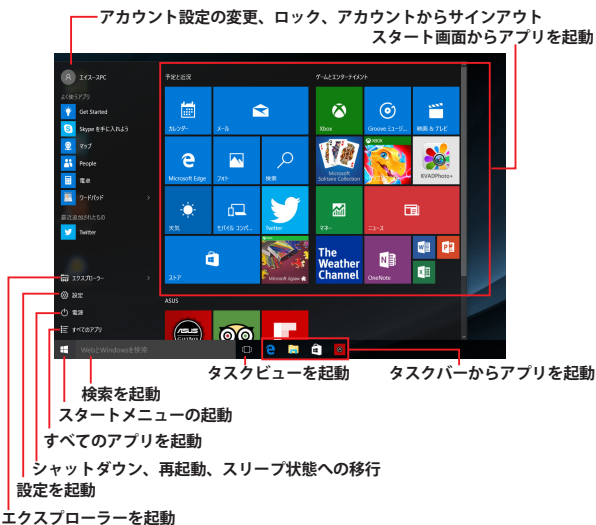 アカウント設定の変更、ロック、アカウントからサインアウト
スタート画面からアプリを起動
エイスースPC
よく使うアプリ
Get Started
Skype を手に入れよう
マップ
People
電卓
ワードパッド
最近追加されたもの
Twitter
エクスプローラー
設定
電源
すべてのアプリ
WebとWindowsを検索
予定と近況
カレンダー
メール
Microsoft Edge
フォト
検索
天気
モバイル コンパ...
Twitter
ストア
Microsoft Jigsaw
ゲームとエンターテイメント
Xbox
Groove ミュージ...
映画 & テレビ
Microsoft
Solitaire Collection
XBOX
KVADPhoto+
マネー
ニュース
The
Weather
Channel
OneNote
ASUS
ASUS
タスクビューを起動
タスクバーからアプリを起動
検索を起動
スタートメニューの起動
すべてのアプリを起動
シャットダウン、再起動、スリープ状態への移行
設定を起動
エクスプローラーを起動